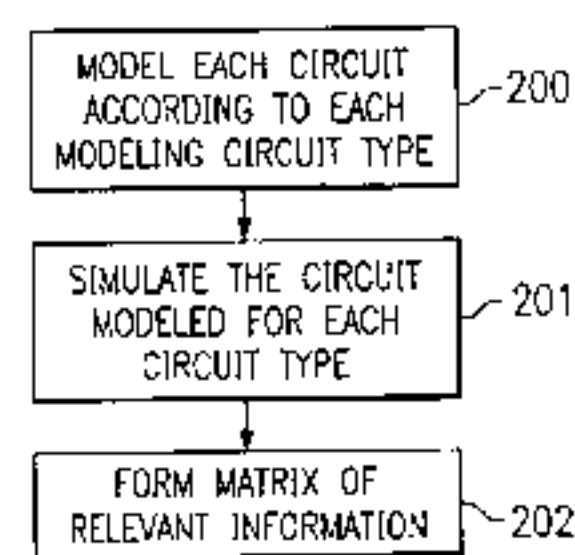 MODEL EACH CIRCUIT
ACCORDING TO EACH
MODELING CIRCUIT TYPE
200
SIMULATE THE CIRCUIT
MODELED FOR EACH
CIRCUIT TYPE
201
FORM MATRIX OF
RELEVANT INFORMATION
202